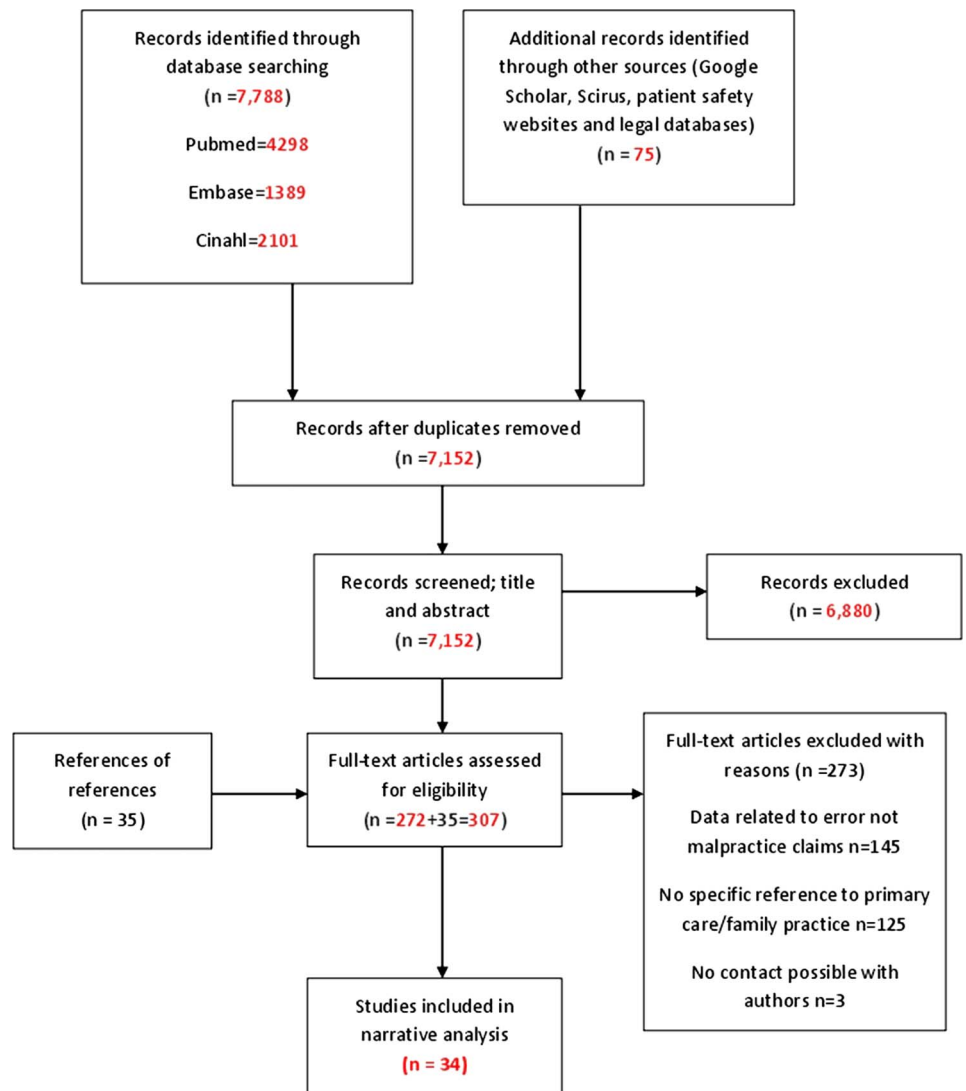 Records identified through
database searching
(n =7,788)
Pubmed=4298
Embase=1389
Cinahl=2101
Additional records identified
through other sources (Google
Scholar, Scirus, patient safety
websites and legal databases)
(n = 75)
Records after duplicates removed
(n =7,152)
Records screened; title
and abstract
(n =7,152)
Records excluded
(n = 6,880)
References of
references
(n = 35)
Full-text articles assessed
for eligibility
(n =272+35=307)
Full-text articles excluded with
reasons (n =273)
Data related to error not
malpractice claims n=145
No specific reference to primary
care/family practice n=125
No contact possible with
authors n=3
Studies included in
narrative analysis
(n = 34)